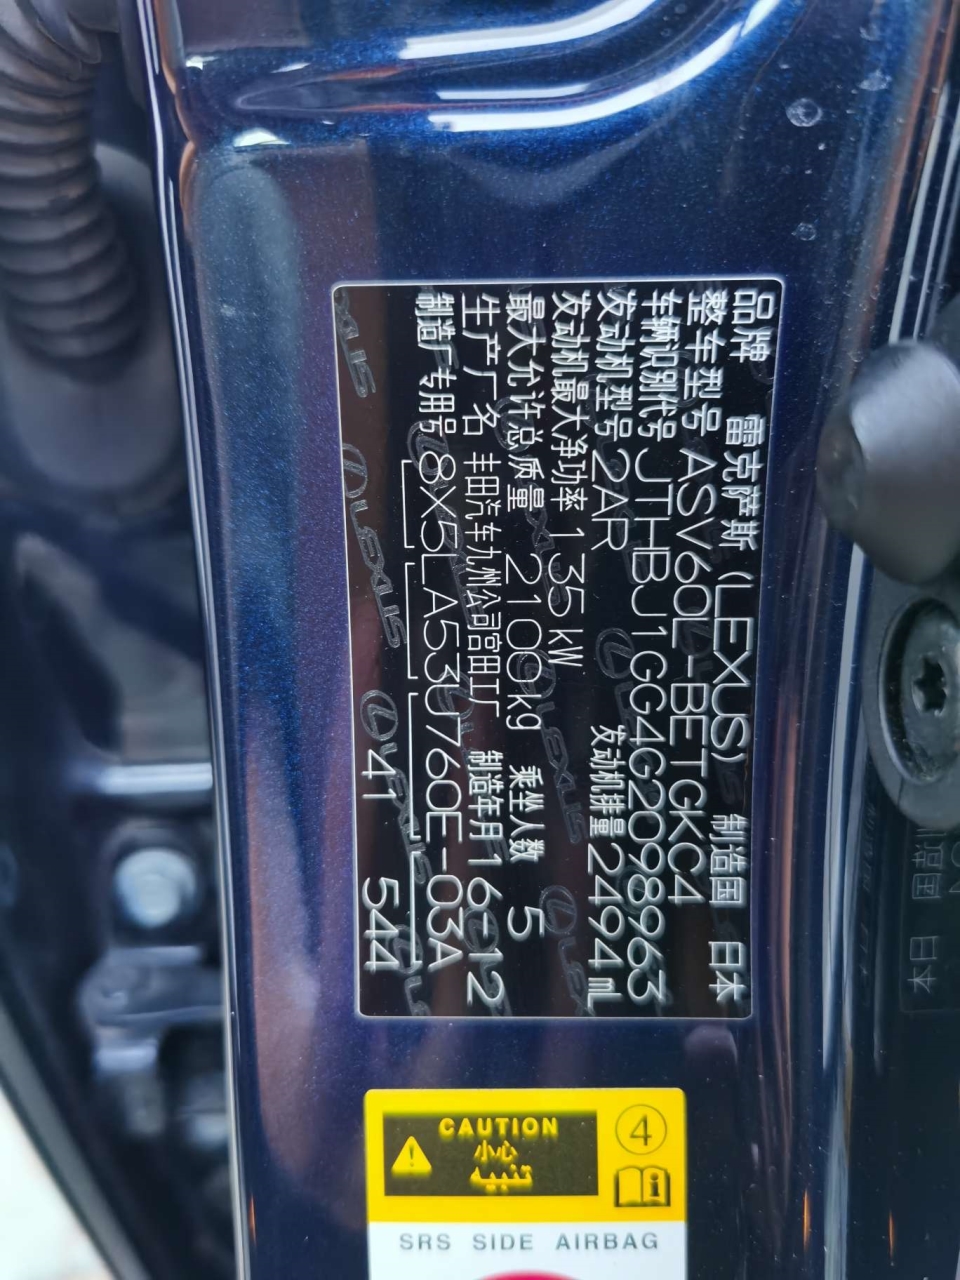 品牌 雷克萨斯 (LEXUS) 制造国 日本
整车型号 ASV60L-BETGKC4
车辆识别代号 JTHBJ1GG4G2098963
发动机型号 2AR 发动机排量 2494mL
发动机最大净功率 135kW
最大允许总质量 2100kg 乘坐人数 5
生产厂名 丰田汽车九州公司宫田工厂 制造年月 16-12
制造厂专用号 8X5LA53U760E-03A
41 544
CAUTION
小心
تنبيه
4
SRS SIDE AIRBAG